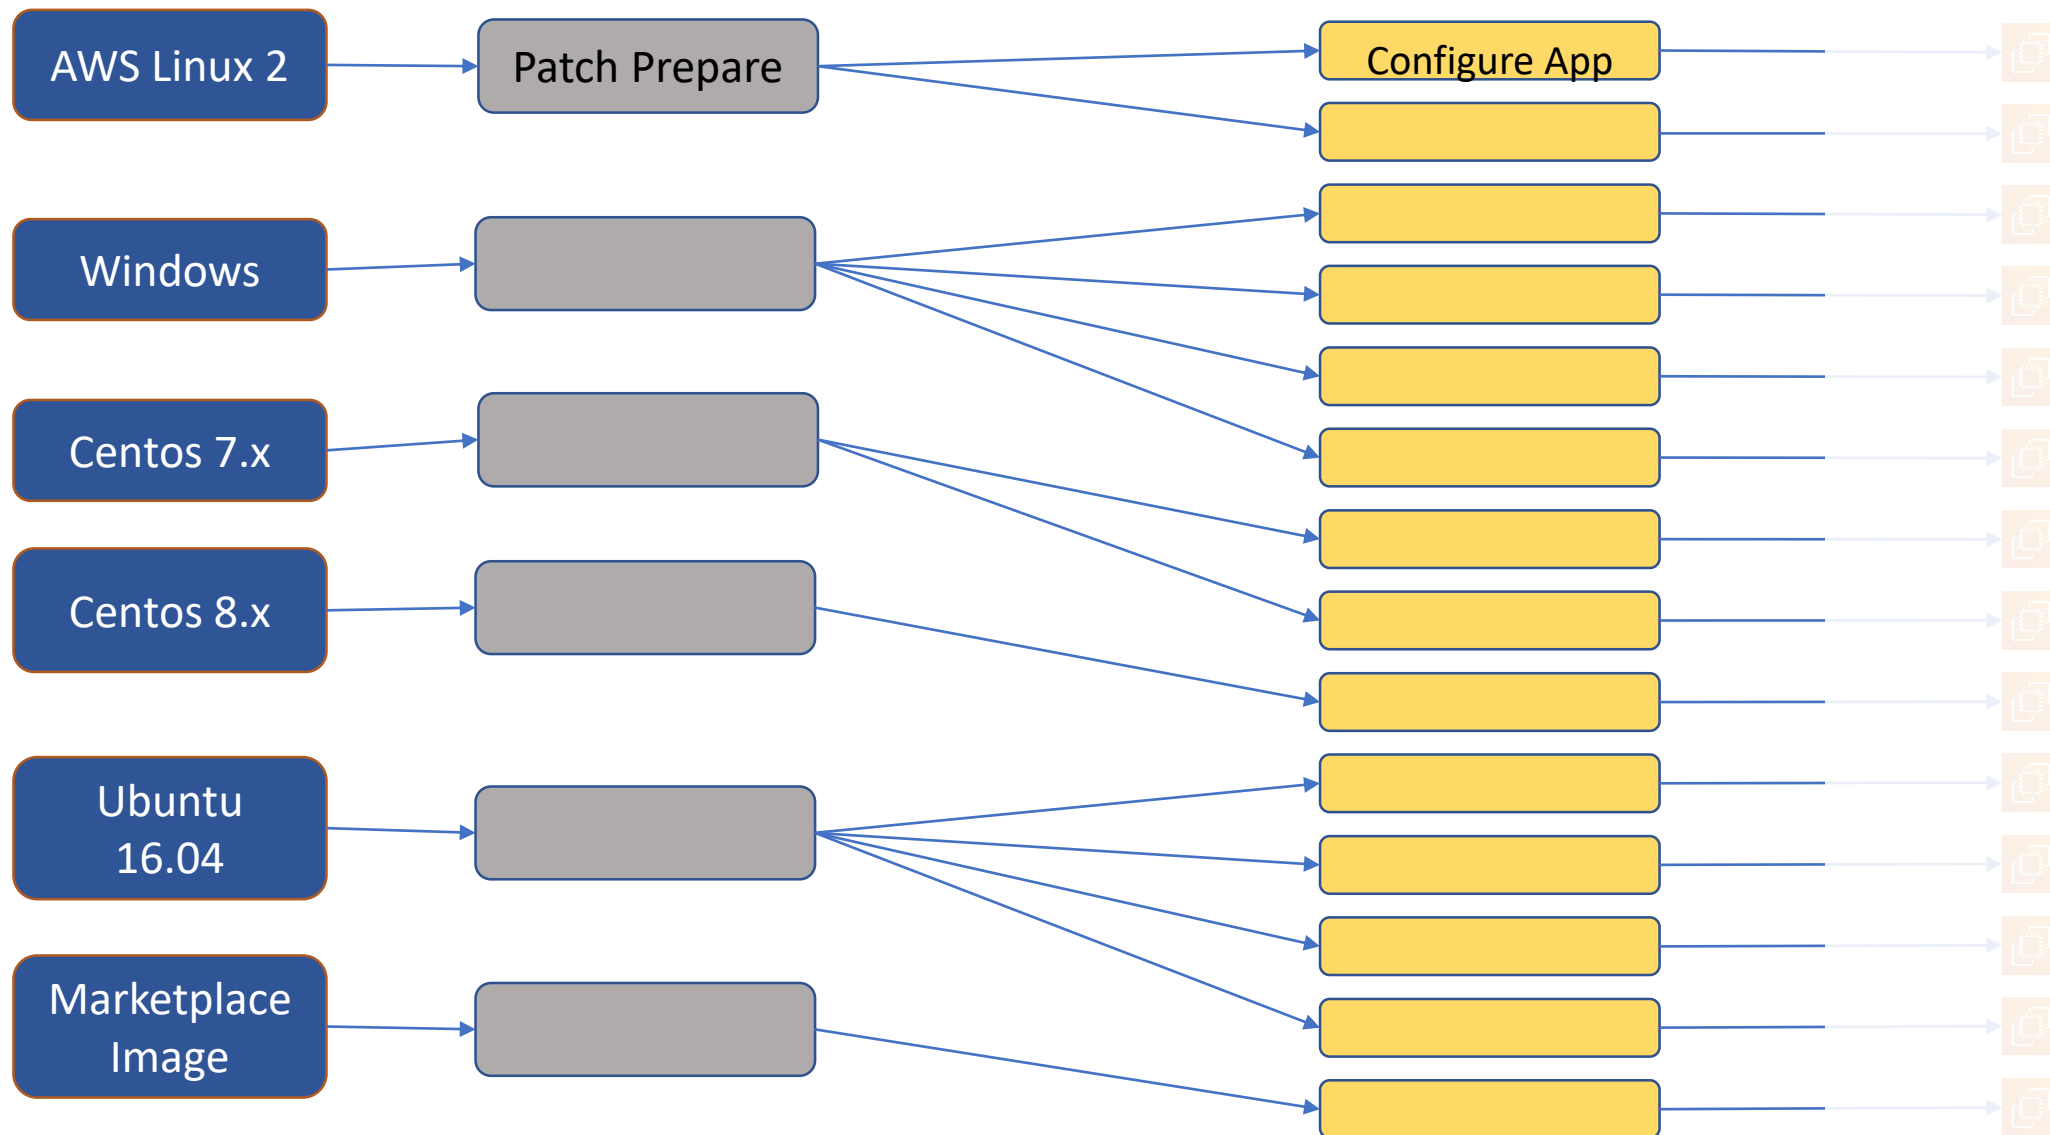 AWS Linux 2
Patch Prepare
Configure App
Windows
Centos 7.x
Centos 8.x
Ubuntu
16.04
Marketplace
Image